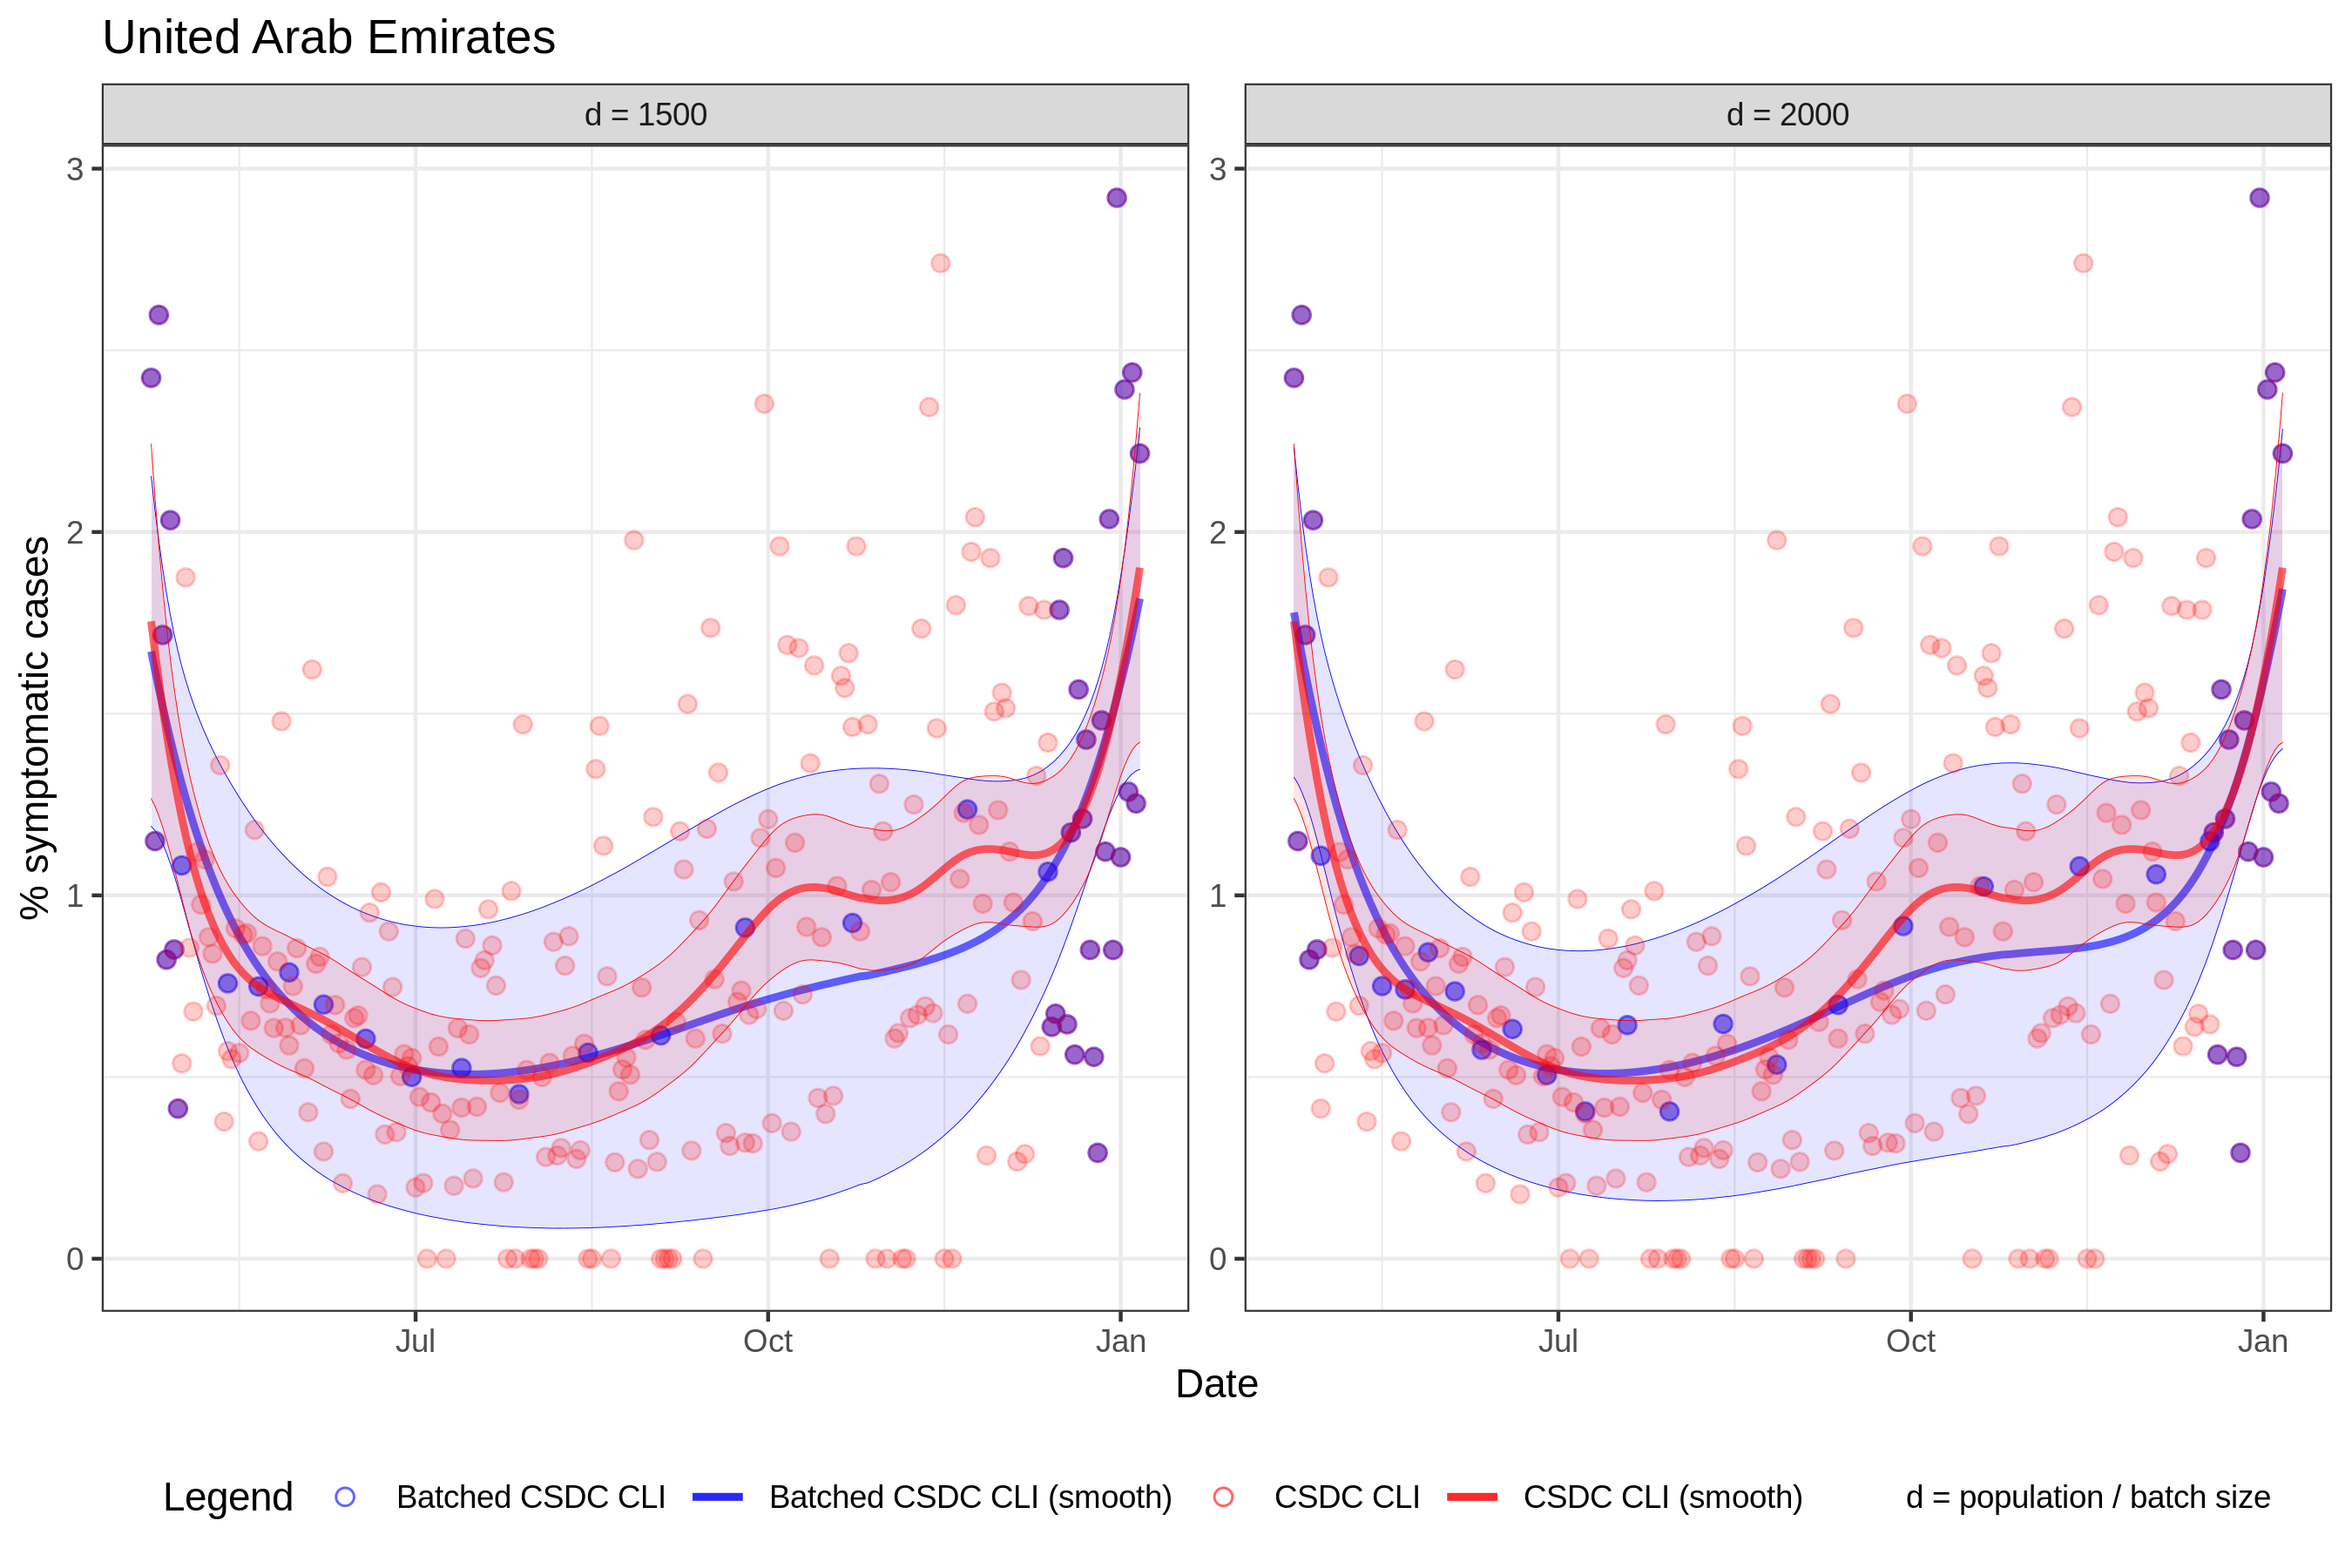 United Arab Emirates
d = 1500
d = 2000
% symptomatic cases
3
2
1
0
3
2
1
0
Jul
Oct
Jan
Jul
Oct
Jan
Date
Legend
Batched CSDC CLI
Batched CSDC CLI (smooth)
CSDC CLI
CSDC CLI (smooth)
d = population / batch size